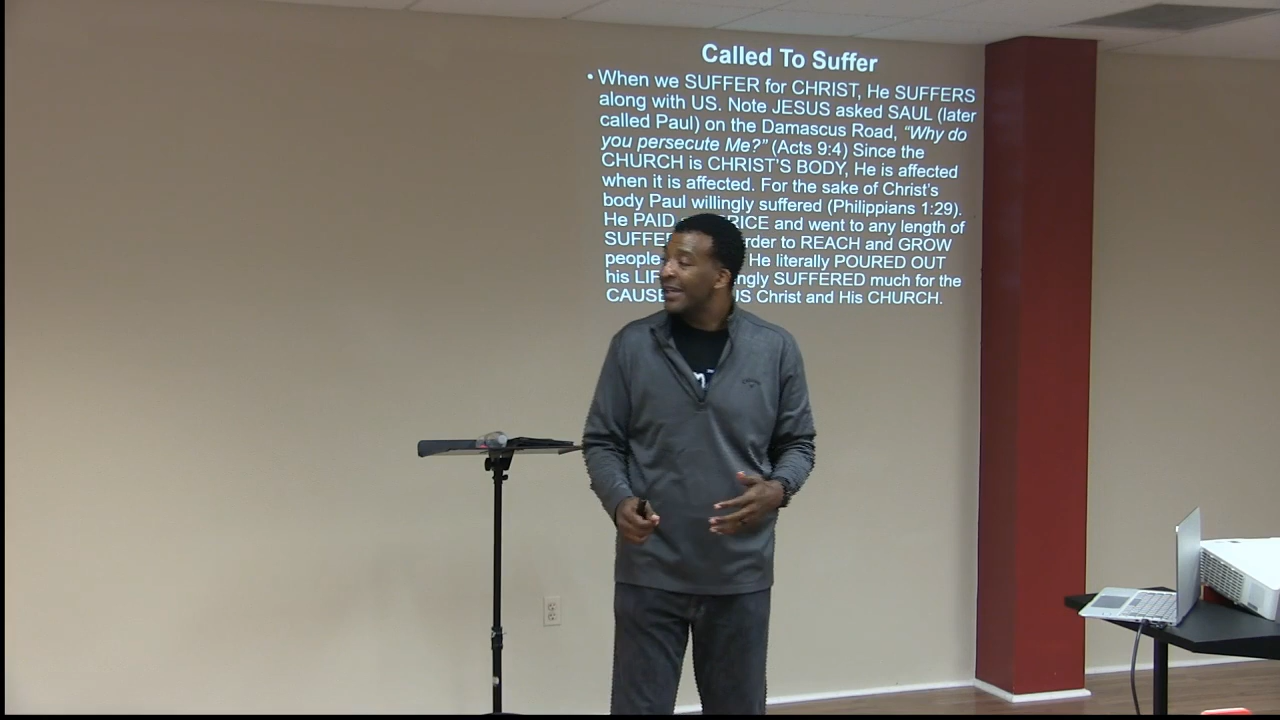 Called To Suffer
• When we SUFFER for CHRIST, He SUFFERS
along with US. Note JESUS asked SAUL (later
called Paul) on the Damascus Road, “Why do
you persecute Me?” (Acts 9:4) Since the
CHURCH is CHRIST’S BODY, He is affected
when it is affected. For the sake of Christ’s
body Paul willingly suffered (Philippians 1:29).
He PAID and went to any length of
to REACH and GROW
people He literally POURED OUT
his SUFFERED much for the
Christ and His CHURCH.